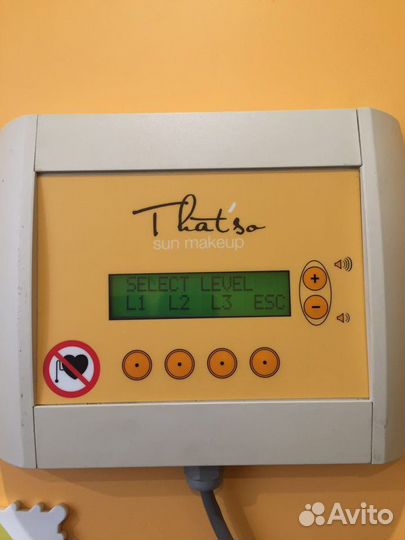 That'so
sun makeup
SELECT LEVEL
L1 L2 L3 ESC
+
-
Avito